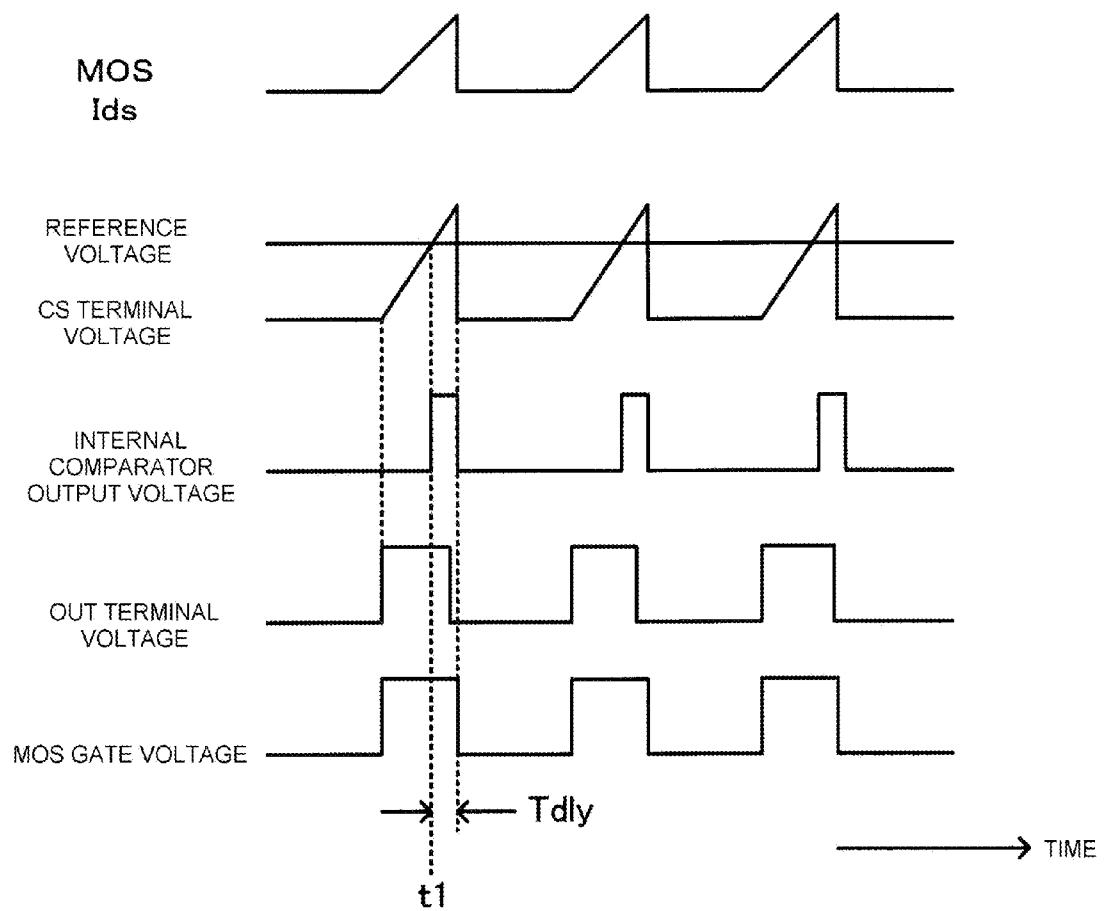 MOS
Ids
REFERENCE
VOLTAGE
CS TERMINAL
VOLTAGE
INTERNAL
COMPARATOR
OUTPUT VOLTAGE
OUT TERMINAL
VOLTAGE
MOS GATE VOLTAGE
Tdly
TIME
t1